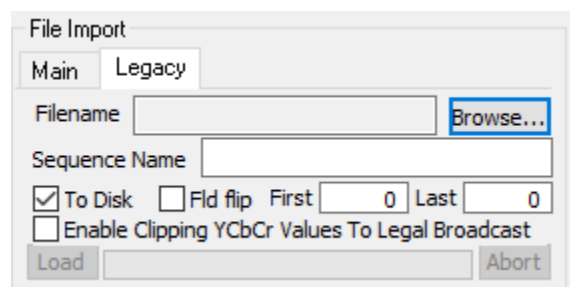 File Import
Main Legacy
Filename Browse...
Sequence Name
To Disk Fld flip First 0 Last 0
Enable Clipping YCbCr Values To Legal Broadcast
Load Abort